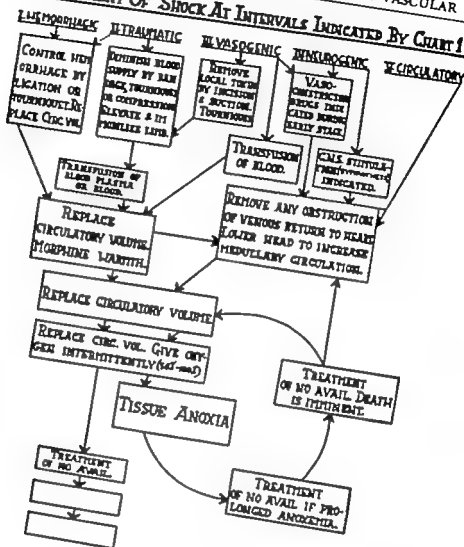 VASCULAR
OF SHOCK AT INTERVALS INDICATED BY CHART 1
I HEMORRHAGIC
II TRAUMATIC
III VASOGENIC
IV NEUROGENIC
V CIRCULATORY
CONTROL HEM
ORRHAGE BY
LIGATION OR
TOURNIQUET. RE-
PLACE CIRC. VOL.
DIMINISH BLOOD
SUPPLY BY BAN
DAGE, TOURNIQUET
OR COMPRESSION.
ELEVATE & IM
MOBILIZE LIMB.
REMOVE
LOCAL TOXIN
BY INCISION
& SUCTION.
TOURNIQUET
VASO-
CONSTRICTION
DRUGS INDI
CATED DURING
EARLY STAGE.
TRANSFUSION OF
BLOOD PLASMA
OR BLOOD.
TRANSFUSION
OF BLOOD.
C.N.S. STIMULA-
INDICATED.
REPLACE
CIRCULATORY
VOLUME.
MORPHINE WARMTH.
REMOVE ANY OBSTRUCTION
OF VENOUS RETURN TO HEART
LOWER HEAD TO INCREASE
MEDULLARY CIRCULATION.
REPLACE CIRCULATORY VOLUME
REPLACE CIRC. VOL. GIVE OXY-
GEN INTERMITTENTLY
TISSUE ANOXIA
TREATMENT
OF NO AVAIL. DEATH
IS IMMINENT.
TREATMENT
OF NO AVAIL.
TREATMENT
OF NO AVAIL IF PRO-
LONGED ANOXEMIA.